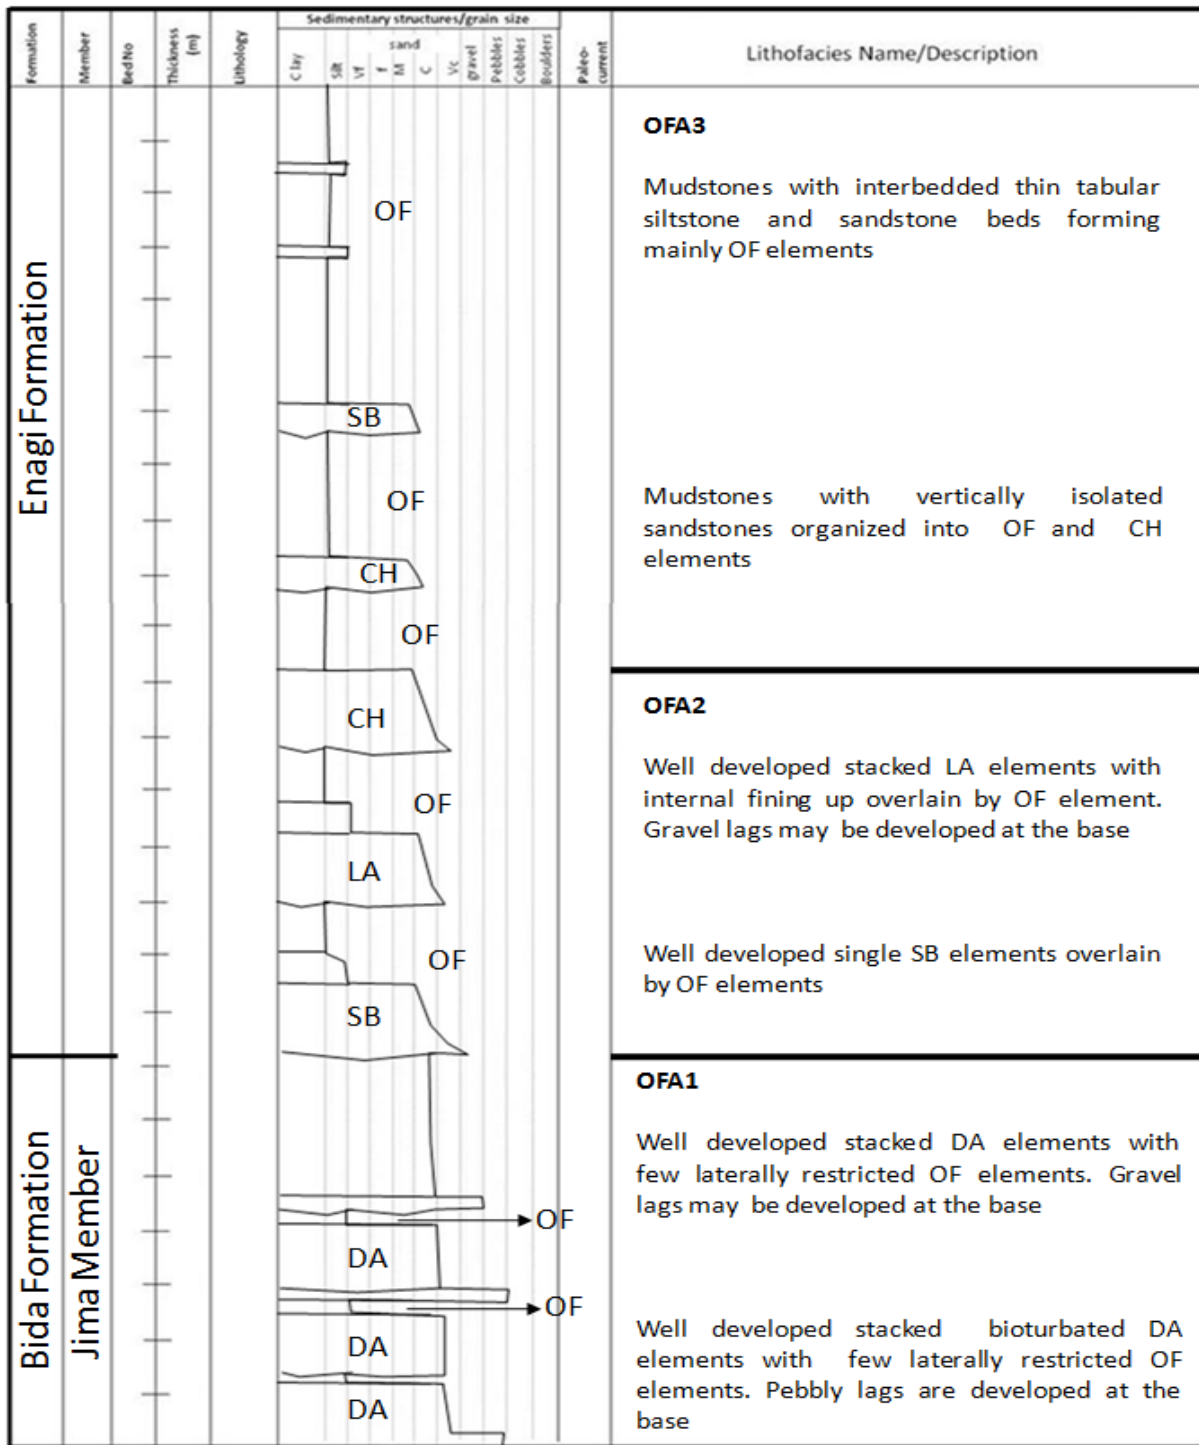 Formation
Member
Bed No
Thickness
(m)
Lithology
Sedimentary structures/grain size
sand
Clay
Silt
Vf
f
M
C
Vc
gravel
Pebbles
Cobbles
Boulders
Paleo-
current
Lithofacies Name/Description
Enagi Formation
Bida Formation
Jima Member
OF
SB
OF
CH
OF
CH
OF
LA
OF
SB
OF
DA
OF
DA
DA
OFA3
Mudstones with interbedded thin tabular
siltstone and sandstone beds forming
mainly OF elements
Mudstones with vertically isolated
sandstones organized into OF and CH
elements
OFA2
Well developed stacked LA elements with
internal fining up overlain by OF element.
Gravel lags may be developed at the base
Well developed single SB elements overlain
by OF elements
OFA1
Well developed stacked DA elements with
few laterally restricted OF elements. Gravel
lags may be developed at the base
Well developed stacked bioturbated DA
elements with few laterally restricted OF
elements. Pebbly lags are developed at the
base